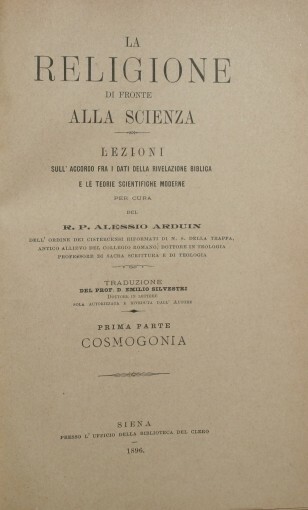 LA
RELIGIONE
DI FRONTE
ALLA SCIENZA
LEZIONI
SULL'ACCORDO FRA I DATI DELLA RIVELAZIONE BIBLICA
E LE TEORIE SCIENTIFICHE MODERNE
PER CURA
DEL
R. P. ALESSIO ARDUIN
DELL'ORDINE DEI CISTERCENSI RIFORMATI DI N. S. DELLA TRAPPA,
ANTICO ALLIEVO DEL COLLEGIO ROMANO, DOTTORE IN TEOLOGIA
PROFESSORE DI SACRA SCRITTURA E DI TEOLOGIA
TRADUZIONE
DEL PROF. D. EMILIO SILVESTRI
DOTTORE IN LETTERE
SOLA AUTORIZZATA E RIVEDUTA DALL'AUTORE
PRIMA PARTE
COSMOGONIA
SIENA
PRESSO L'UFFICIO DELLA BIBLIOTECA DEL CLERO
1896.